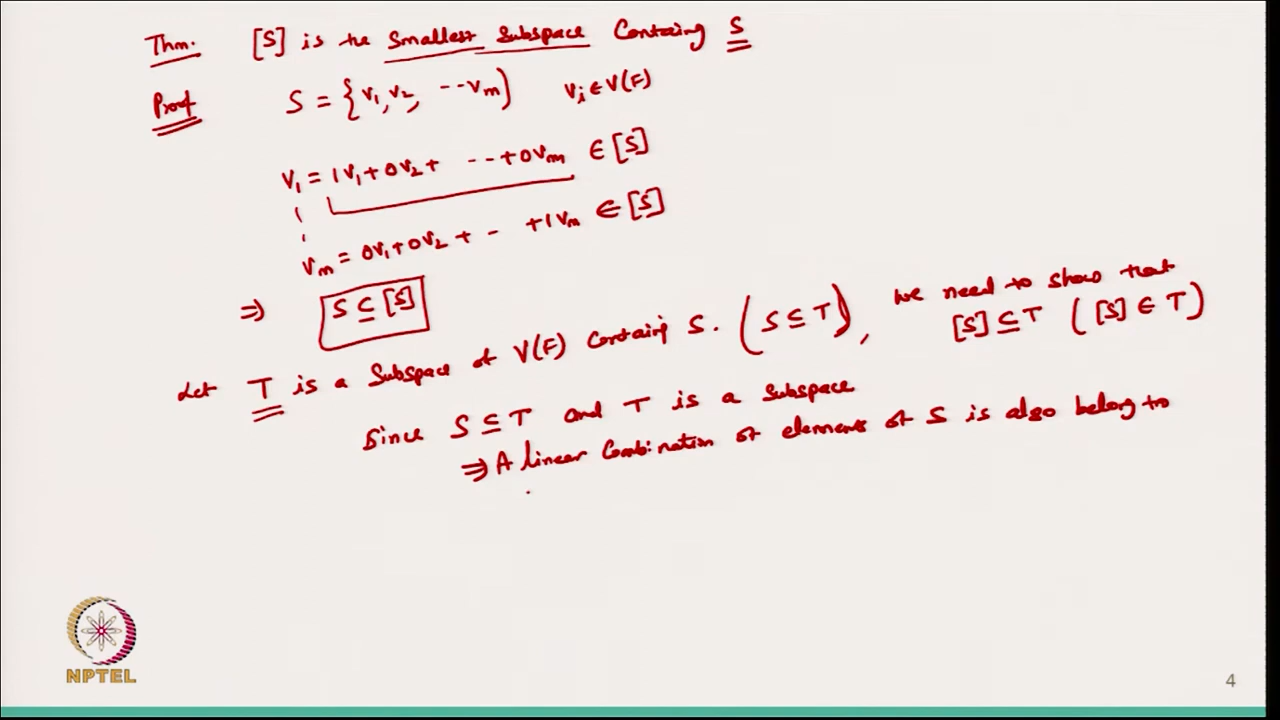 Thm. [S] is the Smallest Subspace Containg S
Proof S = {v₁, v₂, --vₘ} vᵢ ∈ V(F)
v₁ = 1v₁ + 0v₂ + --+0vₘ ∈ [S]
vₘ = 0v₁ + 0v₂ + - +1vₘ ∈ [S]
⇒ S ⊆ [S]
Let T is a Subspace of V(F) Containing S. (S ⊆ T), we need to show that
[S] ⊆ T ([S] ∈ T)
Since S ⊆ T and T is a subspace
⇒ A linear Combination of elements of S is also belong to
NPTEL
4